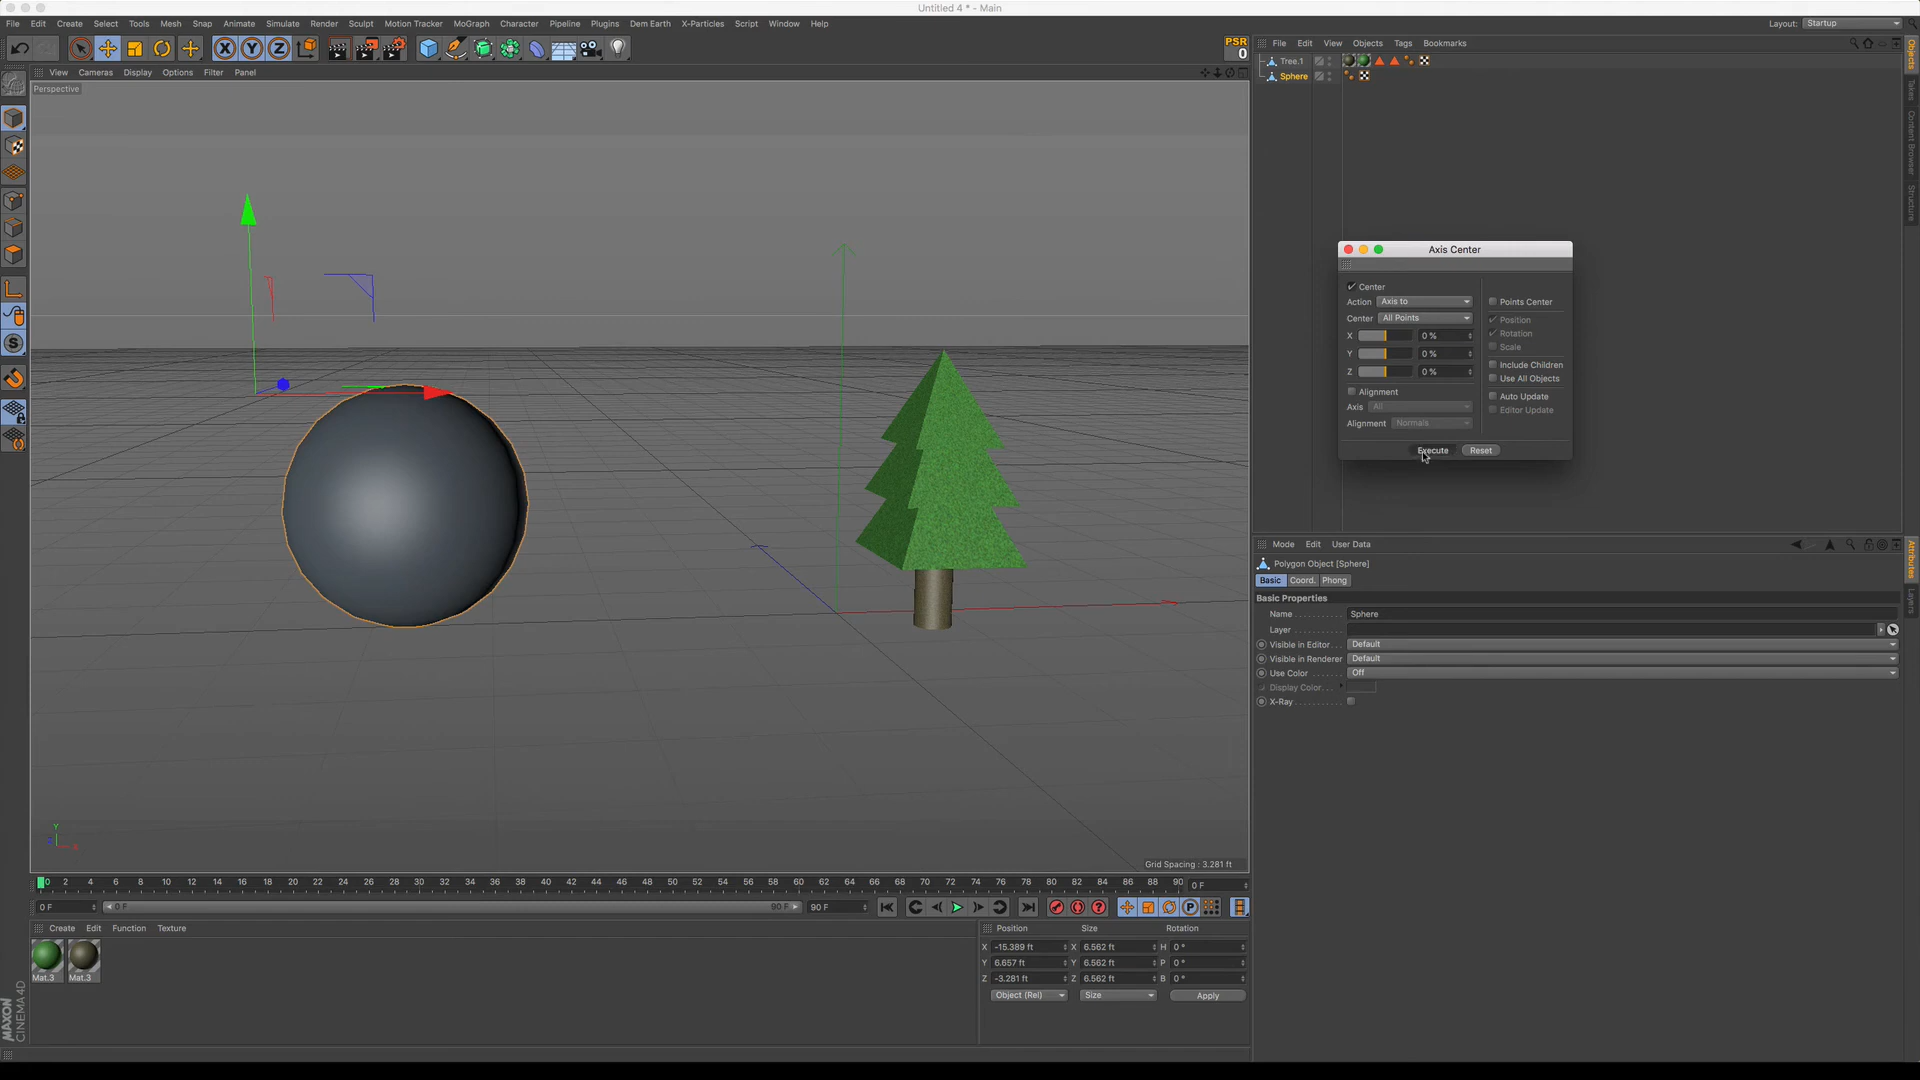 Untitled 4 * - Main
File Edit Create Select Tools Mesh Snap Animate Simulate Render Sculpt Motion Tracker MoGraph Character Pipeline Plugins Dem Earth X-Particles Script Window Help
Layout: Startup
PSR
0
View Cameras Display Options Filter Panel
Perspective
File Edit View Objects Tags Bookmarks
Tree.1
Sphere
Objects
Takes
Content Browser
Structure
Axis Center
Center
Action Axis to
Points Center
Center All Points
Position
X 0 %
Rotation
Scale
Y 0 %
Include Children
Z 0 %
Use All Objects
Alignment
Auto Update
Axis All
Editor Update
Alignment Normals
Execute Reset
Mode Edit User Data
Polygon Object [Sphere]
Basic Coord. Phong
Basic Properties
Name Sphere
Layer
Visible in Editor Default
Visible in Renderer Default
Use Color Off
Display Color
X-Ray
Attributes
Layers
Y
X
Z
Grid Spacing : 3.281 ft
0 2 4 6 8 10 12 14 16 18 20 22 24 26 28 30 32 34 36 38 40 42 44 46 48 50 52 54 56 58 60 62 64 66 68 70 72 74 76 78 80 82 84 86 88 90 0 F
0 F 0 F 90 F 90 F
Create Edit Function Texture
Mat.3 Mat.3
Position Size Rotation
X -15.389 ft X 6.562 ft H 0 °
Y 6.657 ft Y 6.562 ft P 0 °
Z -3.281 ft Z 6.562 ft B 0 °
Object (Rel) Size Apply
MAXON
CINEMA 4D